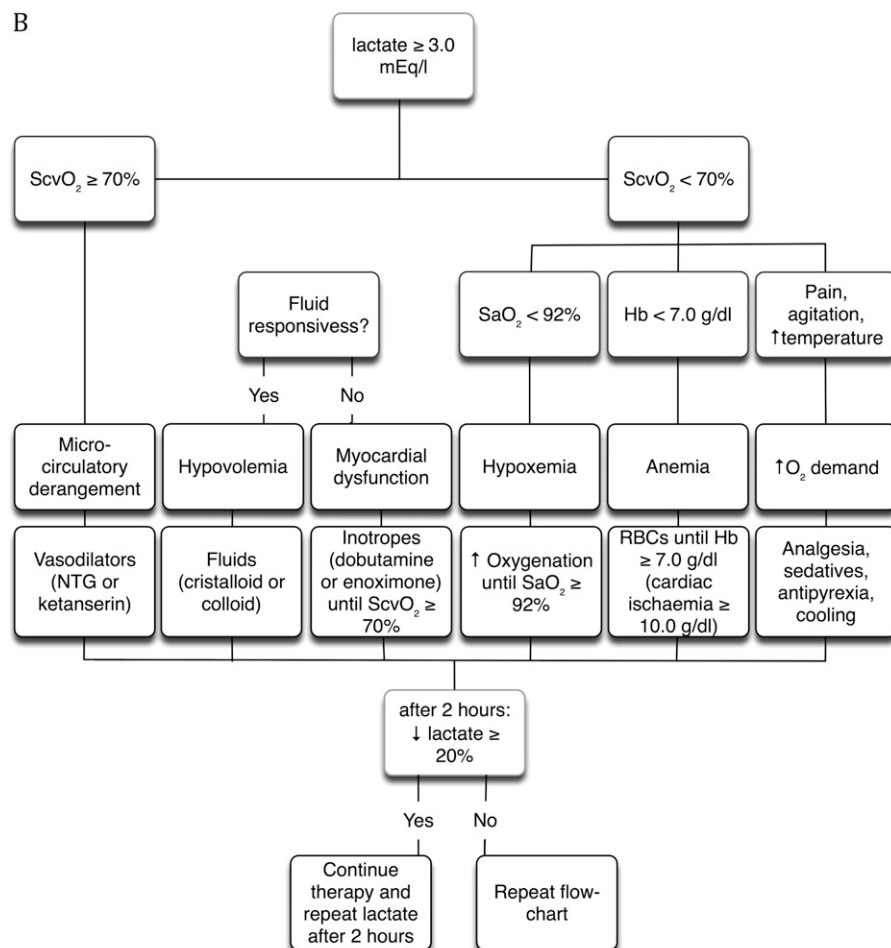 B
lactate ≥ 3.0
mEq/l
ScvO₂ ≥ 70%
ScvO₂ < 70%
Fluid
responsivess?
SaO₂ < 92%
Hb < 7.0 g/dl
Pain,
agitation,
↑temperature
Yes
No
Micro-
circulatory
derangement
Hypovolemia
Myocardial
dysfunction
Hypoxemia
Anemia
↑O₂ demand
Vasodilators
(NTG or
ketanserin)
Fluids
(cristalloid or
colloid)
Inotropes
(dobutamine
or enoximone)
until ScvO₂ ≥
70%
↑ Oxygenation
until SaO₂ ≥
92%
RBCs until Hb
≥ 7.0 g/dl
(cardiac
ischaemia ≥
10.0 g/dl)
Analgesia,
sedatives,
antipyrexia,
cooling
after 2 hours:
↓ lactate ≥
20%
Yes
No
Continue
therapy and
repeat lactate
after 2 hours
Repeat flow-
chart